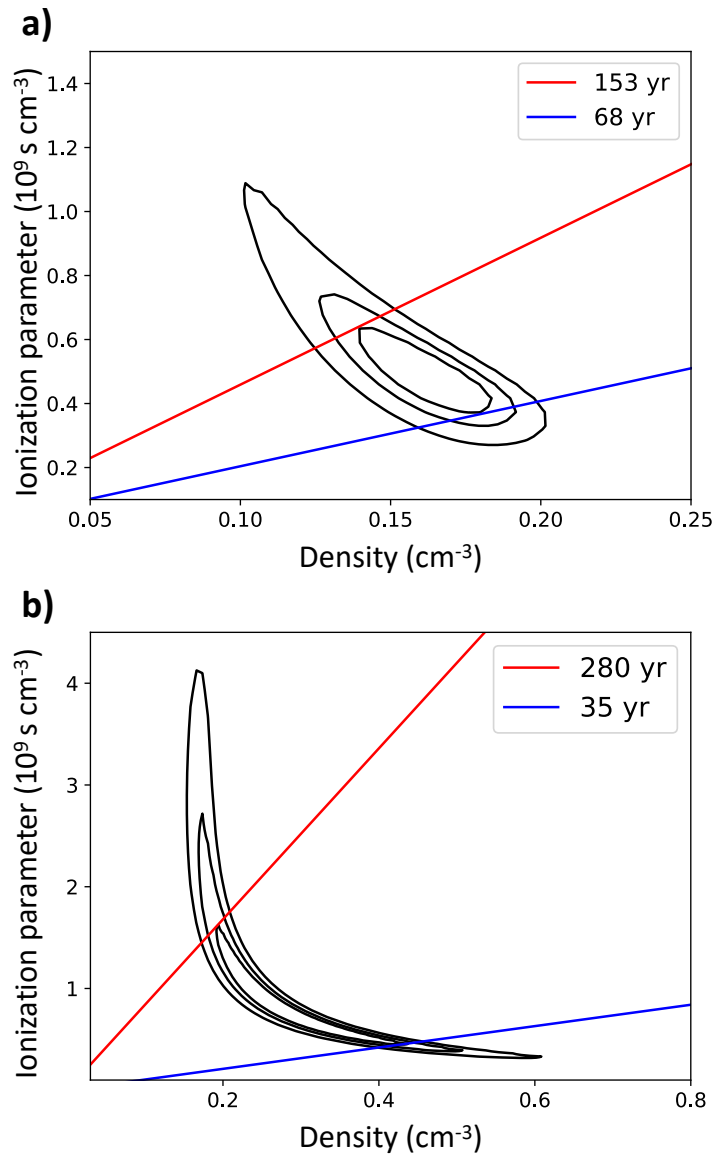 a)
Ionization parameter (10⁹ s cm⁻³)
1.4
1.2
1.0
0.8
0.6
0.4
0.2
153 yr
68 yr
0.05 0.10 0.15 0.20 0.25
Density (cm⁻³)
b)
Ionization parameter (10⁹ s cm⁻³)
4
3
2
1
280 yr
35 yr
0.2 0.4 0.6 0.8
Density (cm⁻³)